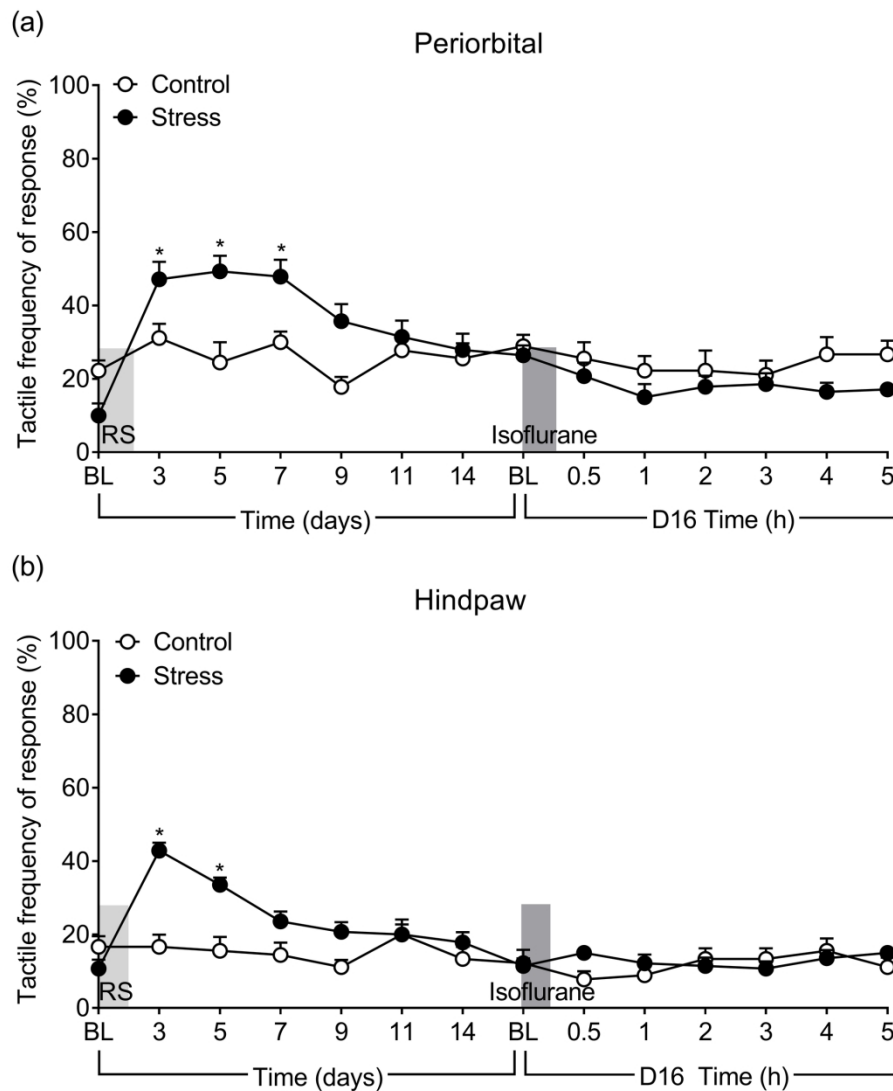 (a)
Periorbital
Tactile frequency of response (%)
100
80
60
40
20
0
Control
Stress
* * *
RS
Isoflurane
BL 3 5 7 9 11 14 BL 0.5 1 2 3 4 5
Time (days) D16 Time (h)
(b)
Hindpaw
Tactile frequency of response (%)
100
80
60
40
20
0
Control
Stress
* *
RS
Isoflurane
BL 3 5 7 9 11 14 BL 0.5 1 2 3 4 5
Time (days) D16 Time (h)